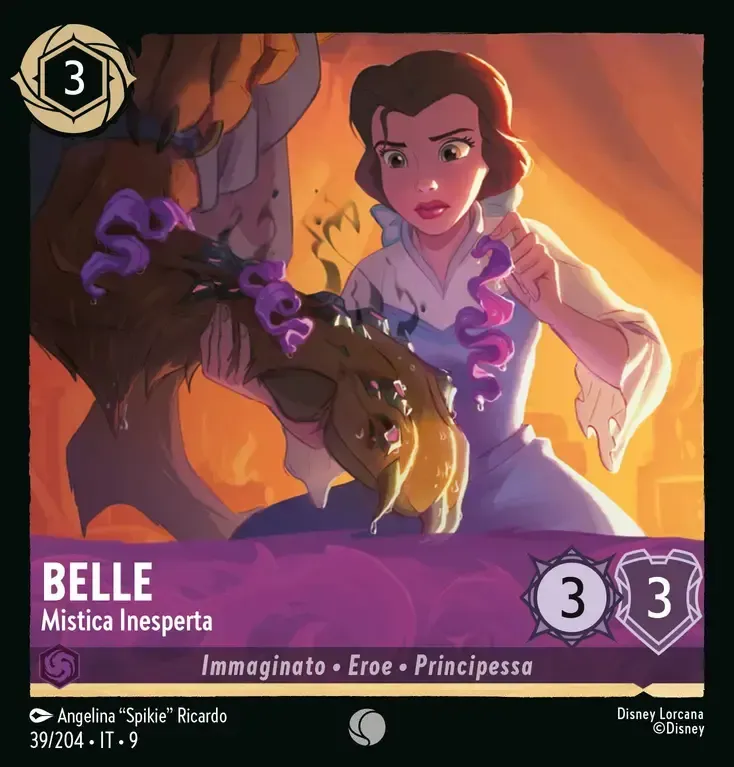 3
BELLE
Mistica Inesperta
3
3
Immaginato • Eroe • Principessa
Angelina “Spikie” Ricardo
39/204 • IT • 9
Disney Lorcana
©Disney